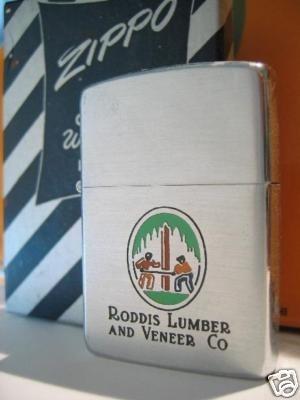 ZIPPO
RODDIS LUMBER
AND VENEER CO